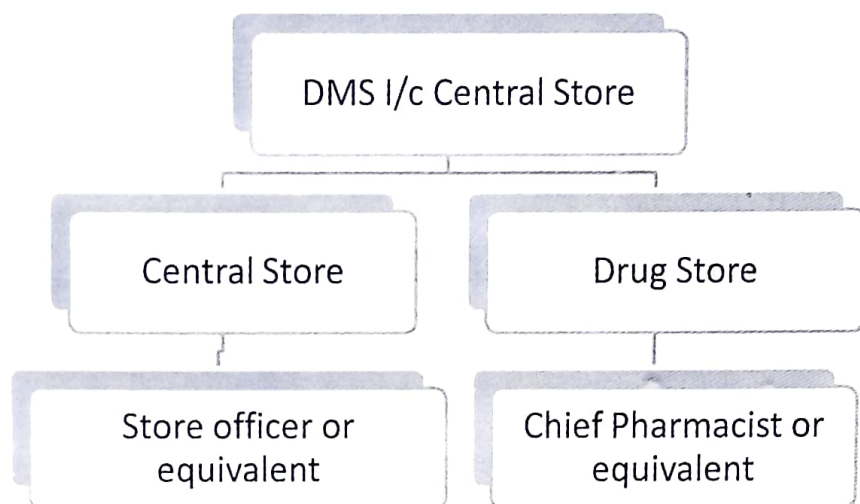 DMS I/c Central Store
Central Store
Drug Store
Store officer or
equivalent
Chief Pharmacist or
equivalent